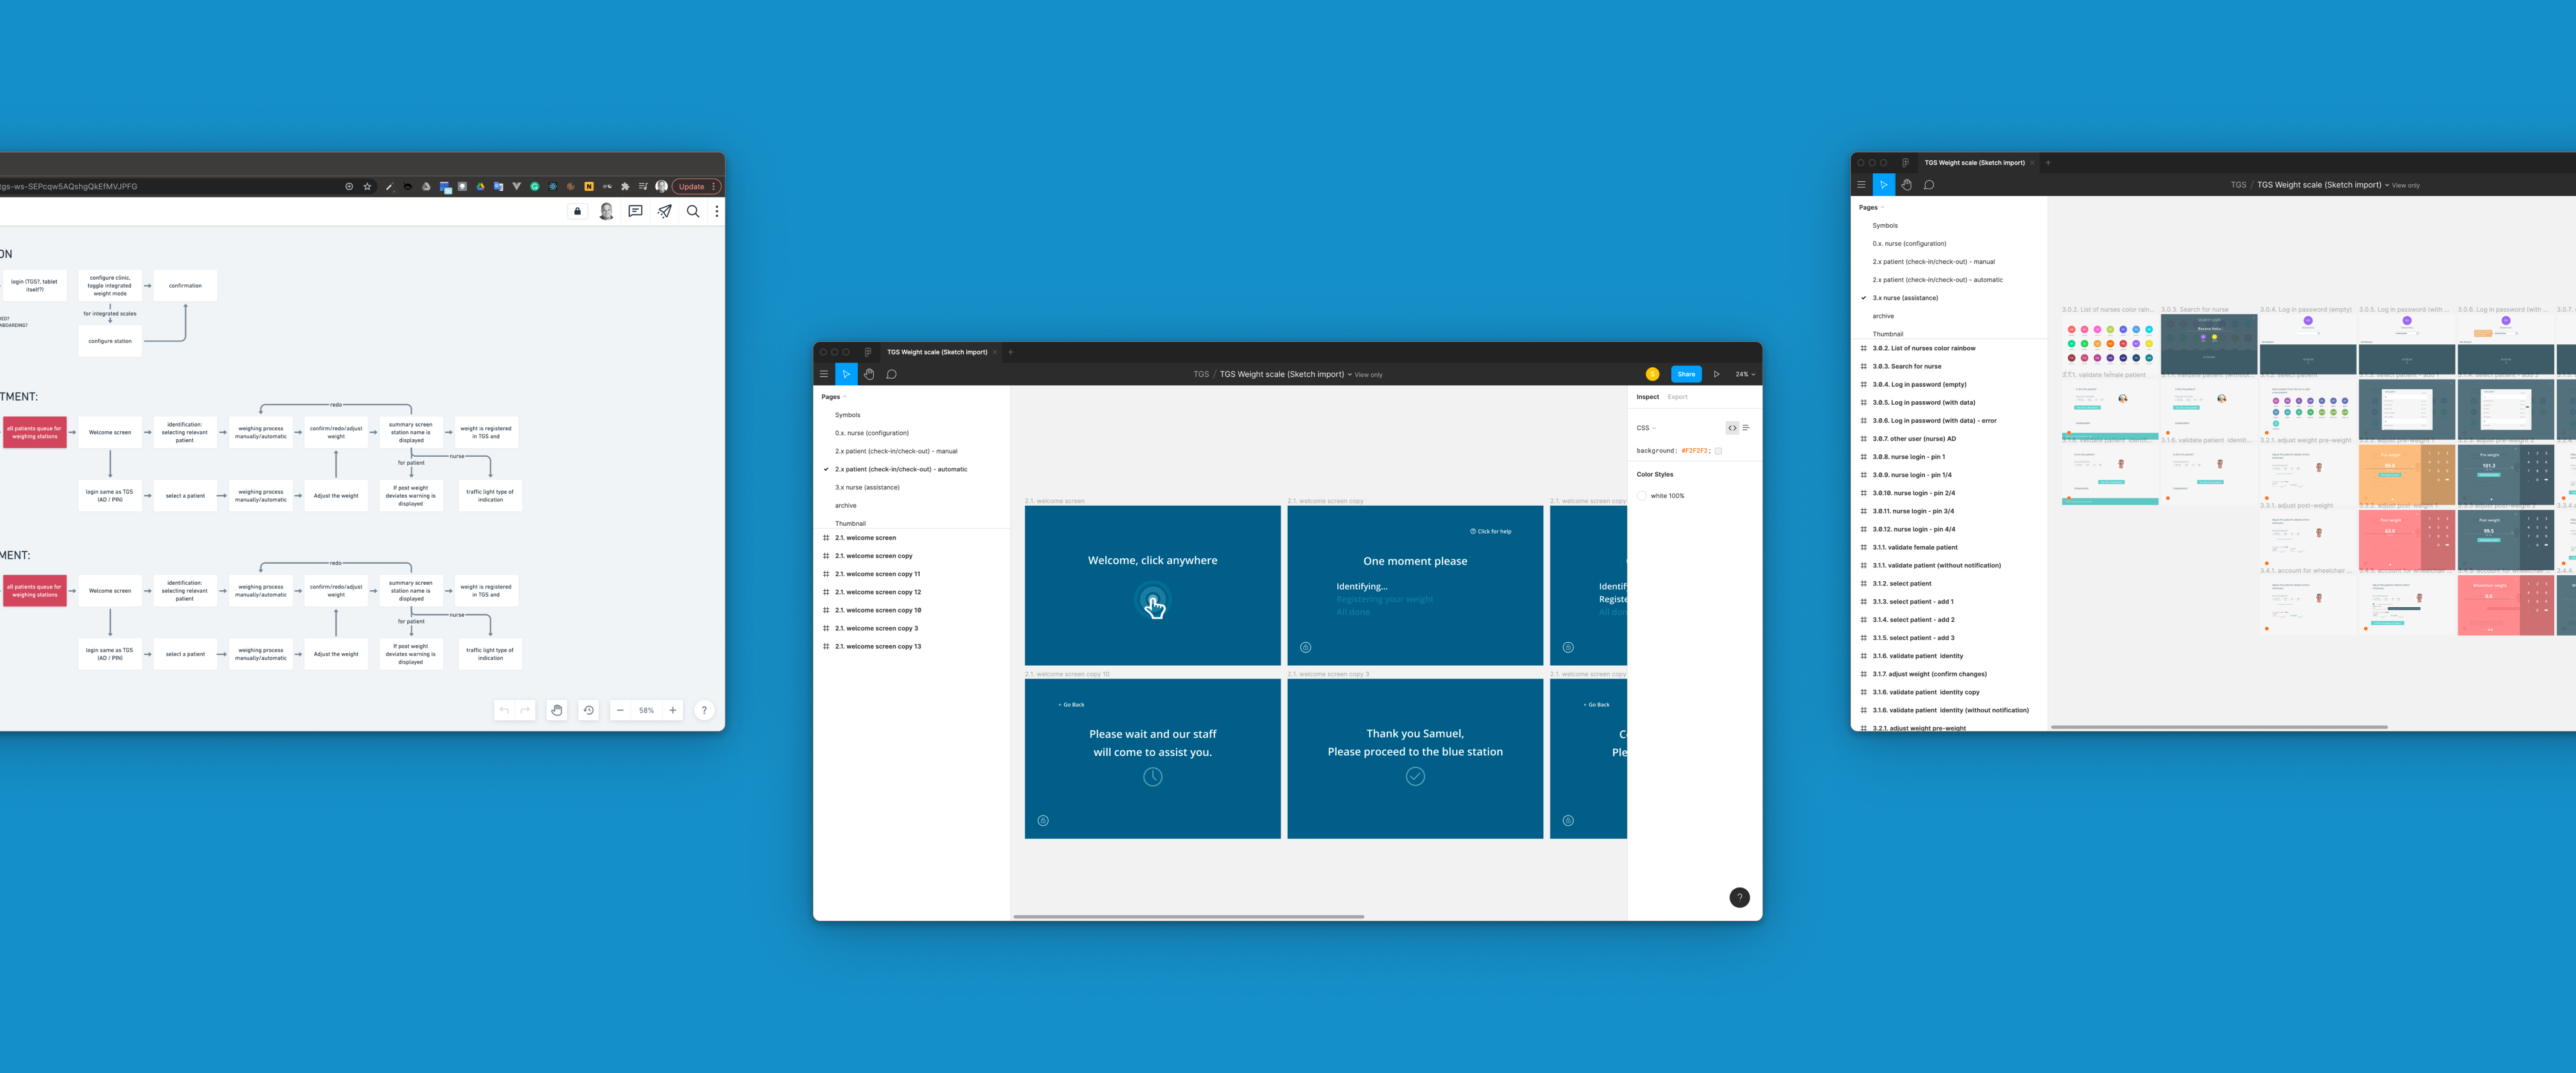 tgs-ws-SEPcqw5AQshgQkEfMVJPFG
Update
ON
login (TGS?, tablet
itself?)
configure clinic,
toggle integrated
weight mode
confirmation
for integrated scales
configure station
TMENT:
redo
all patients queue for
weighing stations
Welcome screen
identification:
selecting relevant
patient
weighing process
manually/automatic
confirm/redo/adjust
weight
summary screen
station name is
displayed
weight is registered
in TGS and
for patient
nurse
login same as TGS
(AD / PIN)
select a patient
weighing process
manually/automatic
Adjust the weight
If post weight
deviates warning is
displayed
traffic light type of
indication
MENT:
redo
all patients queue for
weighing stations
Welcome screen
identification:
selecting relevant
patient
weighing process
manually/automatic
confirm/redo/adjust
weight
summary screen
station name is
displayed
weight is registered
in TGS and
for patient
nurse
login same as TGS
(AD / PIN)
select a patient
weighing process
manually/automatic
Adjust the weight
If post weight
deviates warning is
displayed
traffic light type of
indication
58%
?
TGS Weight scale (Sketch import)
TGS / TGS Weight scale (Sketch import) View only
S
Share
24%
Pages
Symbols
0.x. nurse (configuration)
2.x patient (check-in/check-out) - manual
2.x patient (check-in/check-out) - automatic
3.x nurse (assistance)
archive
Thumbnail
2.1. welcome screen
2.1. welcome screen copy
2.1. welcome screen copy 11
2.1. welcome screen copy 12
2.1. welcome screen copy 10
2.1. welcome screen copy 3
2.1. welcome screen copy 13
2.1. welcome screen
Welcome, click anywhere
2.1. welcome screen copy
Click for help
One moment please
Identifying...
Registering your weight
All done
2.1. welcome screen copy
Identif
Registe
All don
2.1. welcome screen copy 10
< Go Back
Please wait and our staff
will come to assist you.
2.1. welcome screen copy 3
Thank you Samuel,
Please proceed to the blue station
2.1. welcome screen copy
< Go Back
Ple
Inspect
Export
CSS
background: #F2F2F2;
Color Styles
white 100%
?
TGS Weight scale (Sketch import)
TGS / TGS Weight scale (Sketch import) View only
Pages
Symbols
0.x. nurse (configuration)
2.x patient (check-in/check-out) - manual
2.x patient (check-in/check-out) - automatic
3.x nurse (assistance)
archive
Thumbnail
3.0.2. List of nurses color rainbow
3.0.3. Search for nurse
3.0.4. Log in password (empty)
3.0.5. Log in password (with data)
3.0.6. Log in password (with data) - error
3.0.7. other user (nurse) AD
3.0.8. nurse login - pin 1
3.0.9. nurse login - pin 1/4
3.0.10. nurse login - pin 2/4
3.0.11. nurse login - pin 3/4
3.0.12. nurse login - pin 4/4
3.1.1. validate female patient
3.1.1. validate patient (without notification)
3.1.2. select patient
3.1.3. select patient - add 1
3.1.4. select patient - add 2
3.1.5. select patient - add 3
3.1.6. validate patient identity
3.1.7. adjust weight (confirm changes)
3.1.6. validate patient identity copy
3.1.6. validate patient identity (without notification)
3.2.1. adjust weight pre-weight
3.0.2. List of nurses color rain...
3.0.3. Search for nurse
3.0.4. Log in password (empty)
3.0.5. Log in password (with ...
3.0.6. Log in password (with ...
3.0.7.
3.1.1. validate female patient
3.1.6. validate patient identit...
3.2.1. adjust weight pre-weight
3.3.1. adjust post-weight
3.4.1. account for wheelchair ...